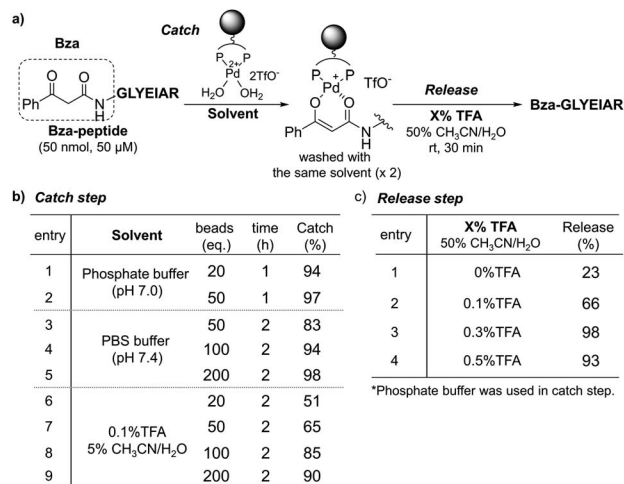 a)
Bza
Catch
P P
2+
Pd
2TfO-
H2O OH2
O O
Ph N GLYEIAR
H
Bza-peptide
(50 nmol, 50 µM)
Solvent
P + P
Pd
TfO-
O O
Ph N
H
washed with
the same solvent (x 2)
Release
X% TFA
50% CH3CN/H2O
rt, 30 min
Bza-GLYEIAR
b) Catch step
entry Solvent beads (eq.) time (h) Catch (%)
1 Phosphate buffer (pH 7.0) 20 1 94
2 50 1 97
3 PBS buffer (pH 7.4) 50 2 83
4 100 2 94
5 200 2 98
6 0.1%TFA 5% CH3CN/H2O 20 2 51
7 50 2 65
8 100 2 85
9 200 2 90
c) Release step
entry X% TFA 50% CH3CN/H2O Release (%)
1 0%TFA 23
2 0.1%TFA 66
3 0.3%TFA 98
4 0.5%TFA 93
*Phosphate buffer was used in catch step.